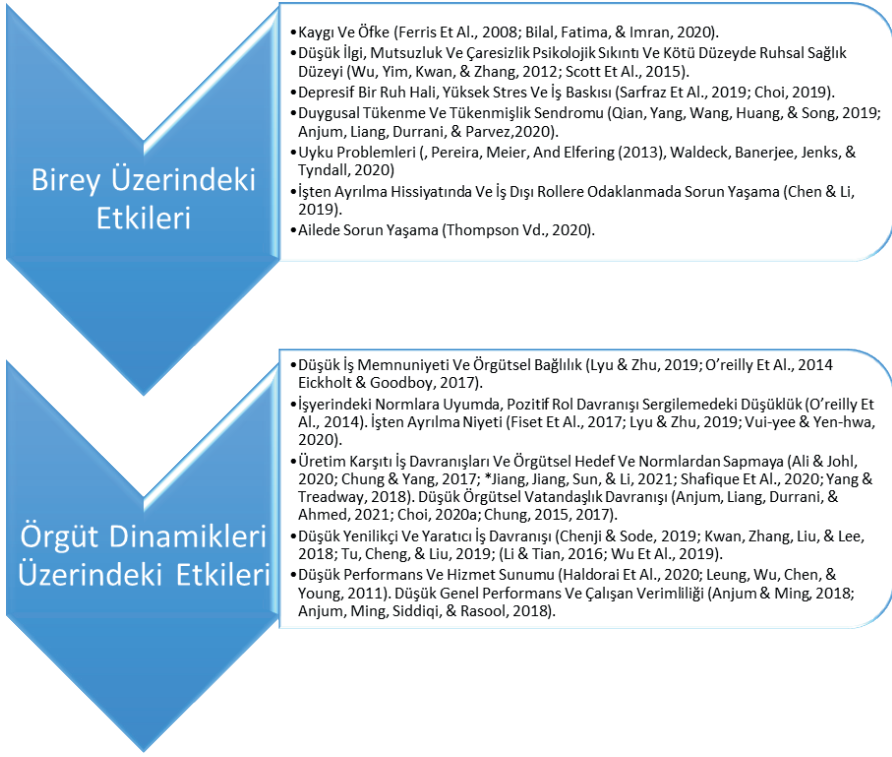 Birey Üzerindeki
Etkileri
•Kaygı Ve Öfke (Ferris Et Al., 2008; Bilal, Fatima, & Imran, 2020).
•Düşük İlgi, Mutsuzluk Ve Çaresizlik Psikolojik Sıkıntı Ve Kötü Düzeyde Ruhsal Sağlık
Düzeyi (Wu, Yim, Kwan, & Zhang, 2012; Scott Et Al., 2015).
•Depresif Bir Ruh Hali, Yüksek Stres Ve İş Baskısı (Sarfraz Et Al., 2019; Choi, 2019).
•Duygusal Tükenme Ve Tükenmişlik Sendromu (Qian, Yang, Wang, Huang, & Song, 2019;
Anjum, Liang, Durrani, & Parvez,2020).
•Uyku Problemleri (, Pereira, Meier, And Elfering (2013), Waldeck, Banerjee, Jenks, &
Tyndall, 2020)
•İşten Ayrılma Hissiyatında Ve İş Dışı Rollere Odaklanmada Sorun Yaşama (Chen & Li,
2019).
•Ailede Sorun Yaşama (Thompson Vd., 2020).
Örgüt Dinamikleri
Üzerindeki Etkileri
•Düşük İş Memnuniyeti Ve Örgütsel Bağlılık (Lyu & Zhu, 2019; O’reilly Et Al., 2014
Eickholt & Goodboy, 2017).
•İşyerindeki Normlara Uyumda, Pozitif Rol Davranışı Sergilemedeki Düşüklük (O’reilly Et
Al., 2014). İşten Ayrılma Niyeti (Fiset Et Al., 2017; Lyu & Zhu, 2019; Vui-yee & Yen-hwa,
2020).
•Üretim Karşıtı İş Davranışları Ve Örgütsel Hedef Ve Normlardan Sapmaya (Ali & Johl,
2020; Chung & Yang, 2017; *Jiang, Jiang, Sun, & Li, 2021; Shafique Et Al., 2020; Yang &
Treadway, 2018). Düşük Örgütsel Vatandaşlık Davranışı (Anjum, Liang, Durrani, &
Ahmed, 2021; Choi, 2020a; Chung, 2015, 2017).
•Düşük Yenilikçi Ve Yaratıcı İş Davranışı (Chenji & Sode, 2019; Kwan, Zhang, Liu, & Lee,
2018; Tu, Cheng, & Liu, 2019; (Li & Tian, 2016; Wu Et Al., 2019).
•Düşük Performans Ve Hizmet Sunumu (Haldorai Et Al., 2020; Leung, Wu, Chen, &
Young, 2011). Düşük Genel Performans Ve Çalışan Verimliliği (Anjum & Ming, 2018;
Anjum, Ming, Siddiqi, & Rasool, 2018).